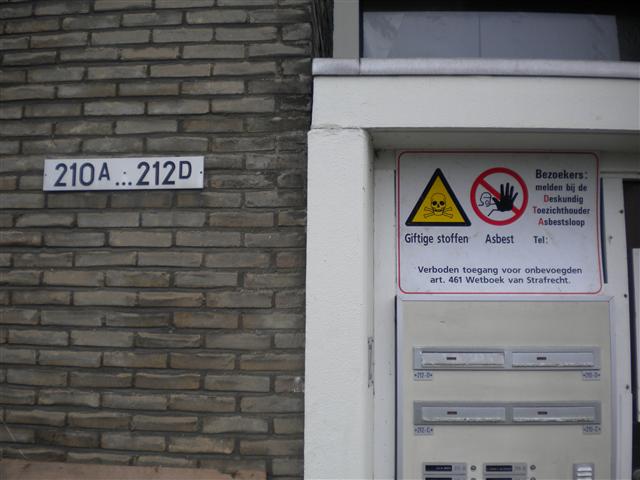 210A...212D
Bezoekers:
melden bij de
Deskundig
Toezichthouder
Asbestsloop
Giftige stoffen Asbest Tel:
Verboden toegang voor onbevoegden
art. 461 Wetboek van Strafrecht.